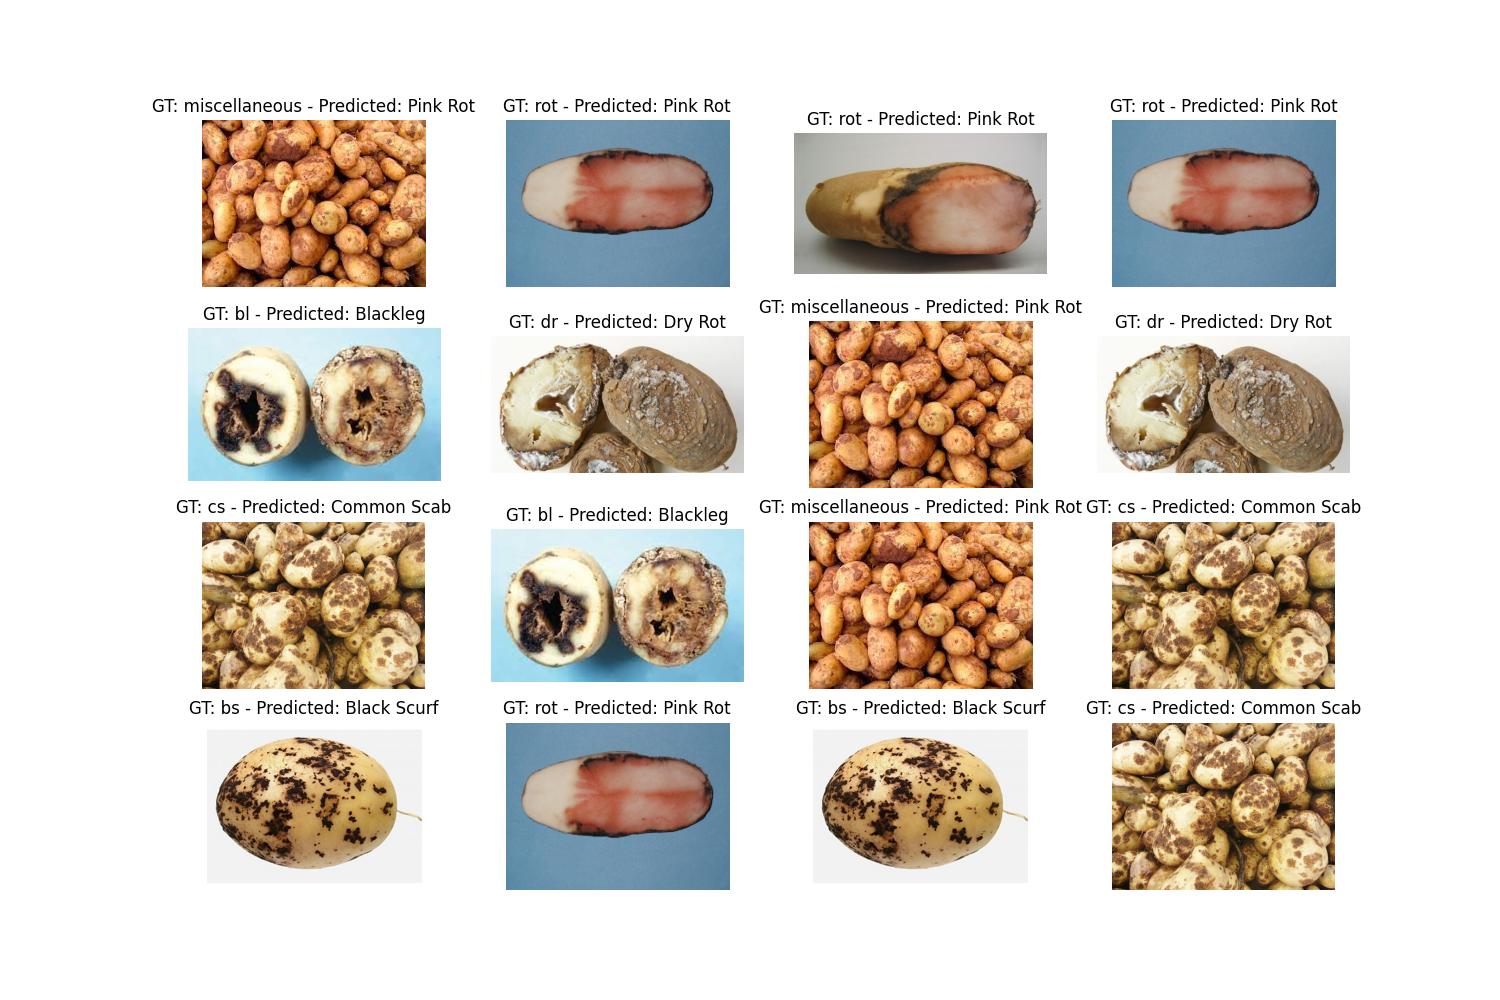 GT: miscellaneous - Predicted: Pink Rot
GT: rot - Predicted: Pink Rot
GT: rot - Predicted: Pink Rot
GT: rot - Predicted: Pink Rot
GT: bl - Predicted: Blackleg
GT: dr - Predicted: Dry Rot
GT: miscellaneous - Predicted: Pink Rot
GT: dr - Predicted: Dry Rot
GT: cs - Predicted: Common Scab
GT: bl - Predicted: Blackleg
GT: miscellaneous - Predicted: Pink Rot
GT: cs - Predicted: Common Scab
GT: bs - Predicted: Black Scurf
GT: rot - Predicted: Pink Rot
GT: bs - Predicted: Black Scurf
GT: cs - Predicted: Common Scab